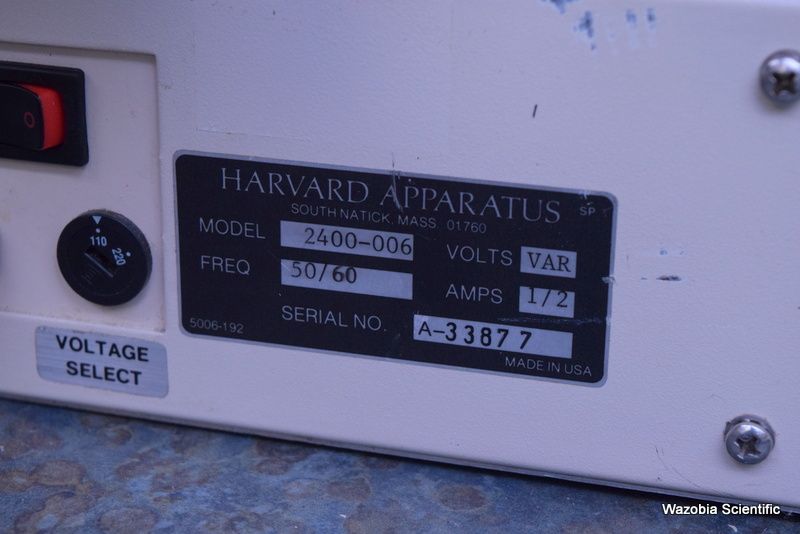 HARVARD APPARATUS SP
SOUTH NATICK, MASS. 01760
MODEL 2400-006 VOLTS VAR
FREQ 50/60 AMPS 1/2
SERIAL NO. A-33877
5006-192 MADE IN USA
O
110 220
VOLTAGE
SELECT
Wazobia Scientific